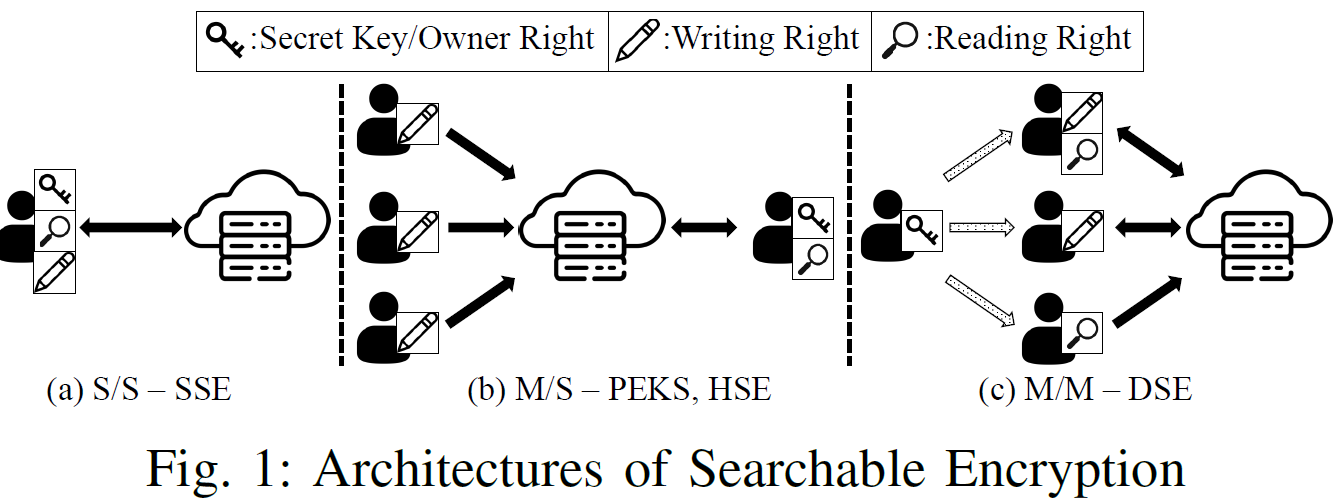 :Secret Key/Owner Right :Writing Right :Reading Right
(a) S/S – SSE (b) M/S – PEKS, HSE (c) M/M – DSE
Fig. 1: Architectures of Searchable Encryption